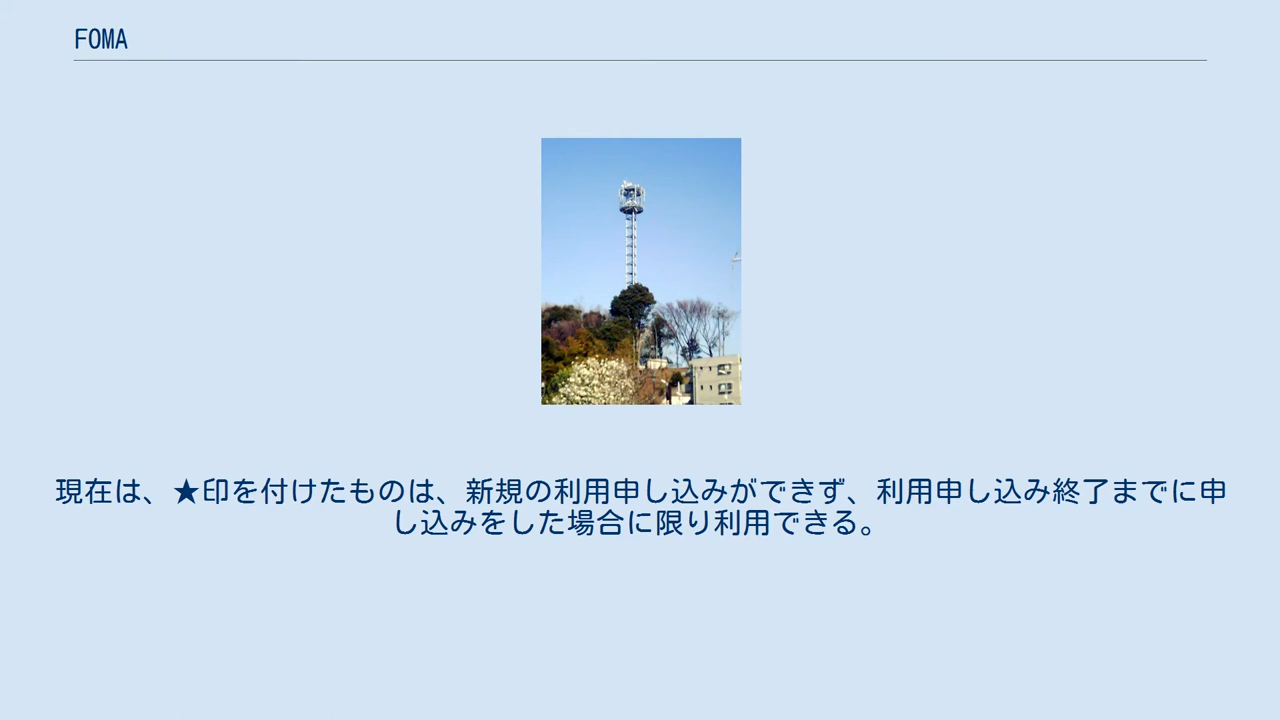 FOMA
現在は、★印を付けたものは、新規の利用申し込みができず、利用申し込み終了までに申
し込みをした場合に限り利用できる。